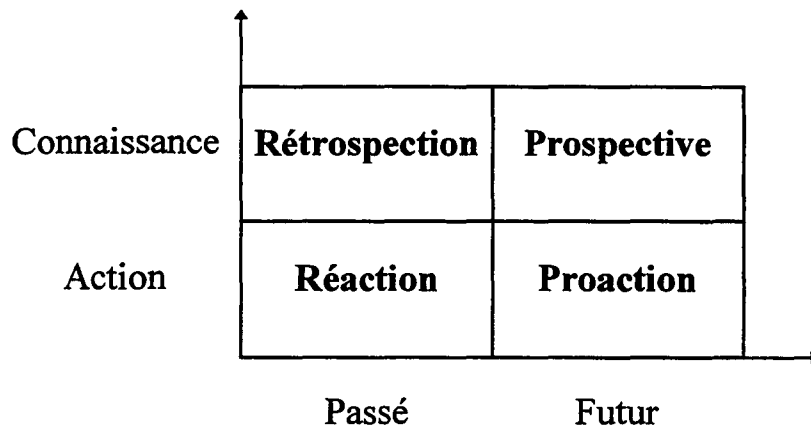 Connaissance Rétrospection Prospective
Action Réaction Proaction
Passé Futur